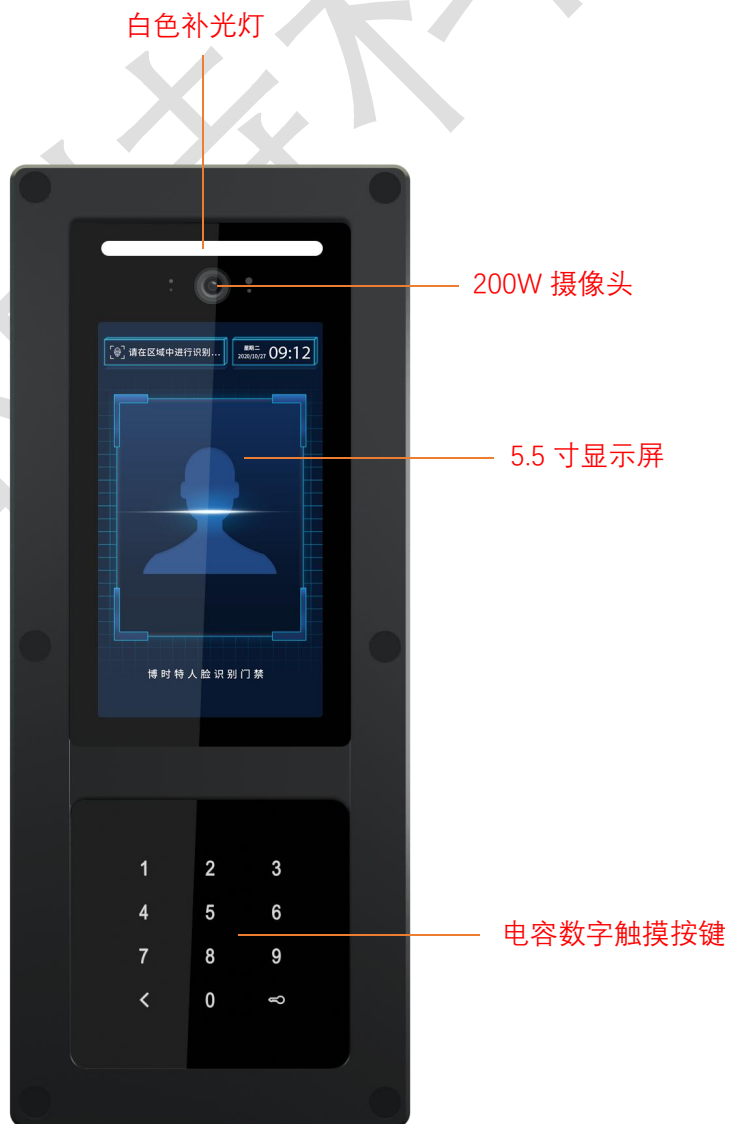 白色补光灯
200W 摄像头
请在区域中进行识别...
星期二
2020/10/27
09:12
5.5 寸显示屏
博时特人脸识别门禁
1 2 3
4 5 6
电容数字触摸按键
7 8 9
0